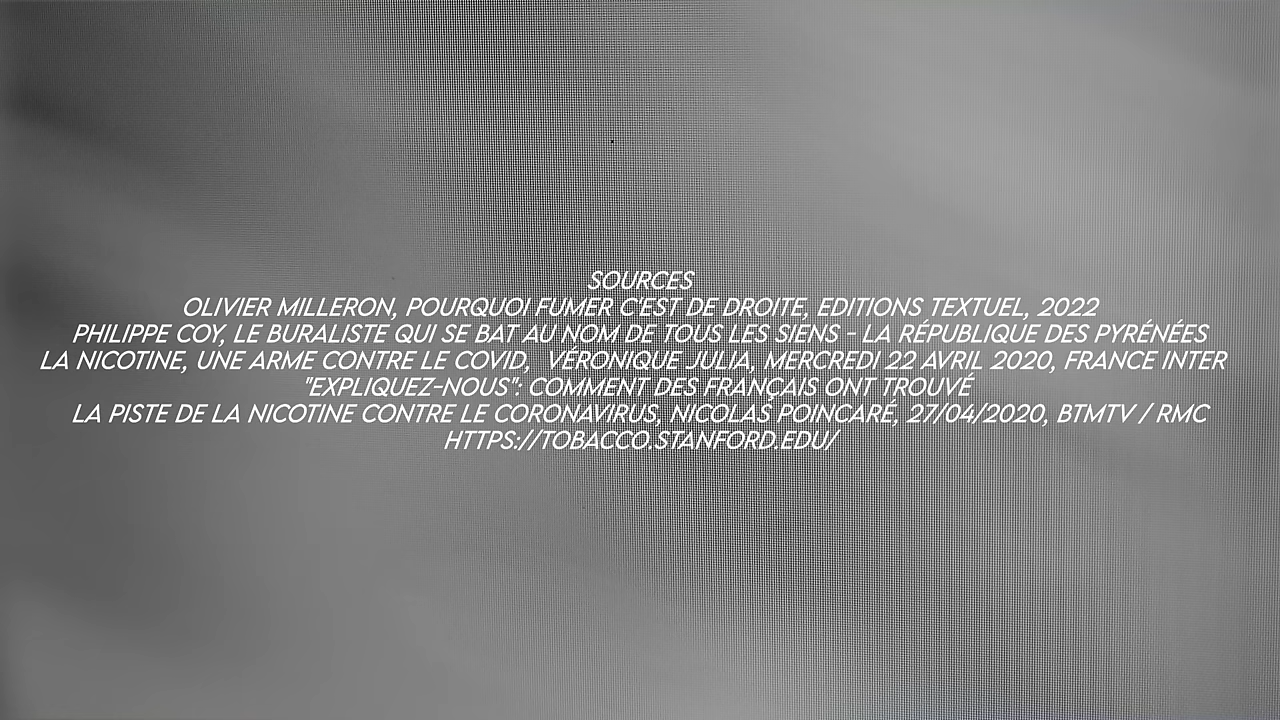 SOURCES
OLIVIER MILLERON, POURQUOI FUMER C'EST DE DROITE, EDITIONS TEXTUEL, 2022
PHILIPPE COY, LE BURALISTE QUI SE BAT AU NOM DE TOUS LES SIENS - LA RÉPUBLIQUE DES PYRÉNÉES
LA NICOTINE, UNE ARME CONTRE LE COVID, VÉRONIQUE JULIA, MERCREDI 22 AVRIL 2020, FRANCE INTER
"EXPLIQUEZ-NOUS": COMMENT DES FRANÇAIS ONT TROUVÉ
LA PISTE DE LA NICOTINE CONTRE LE CORONAVIRUS, NICOLAS POINCARÉ, 27/04/2020, BTMTV / RMC
HTTPS://TOBACCO.STANFORD.EDU/